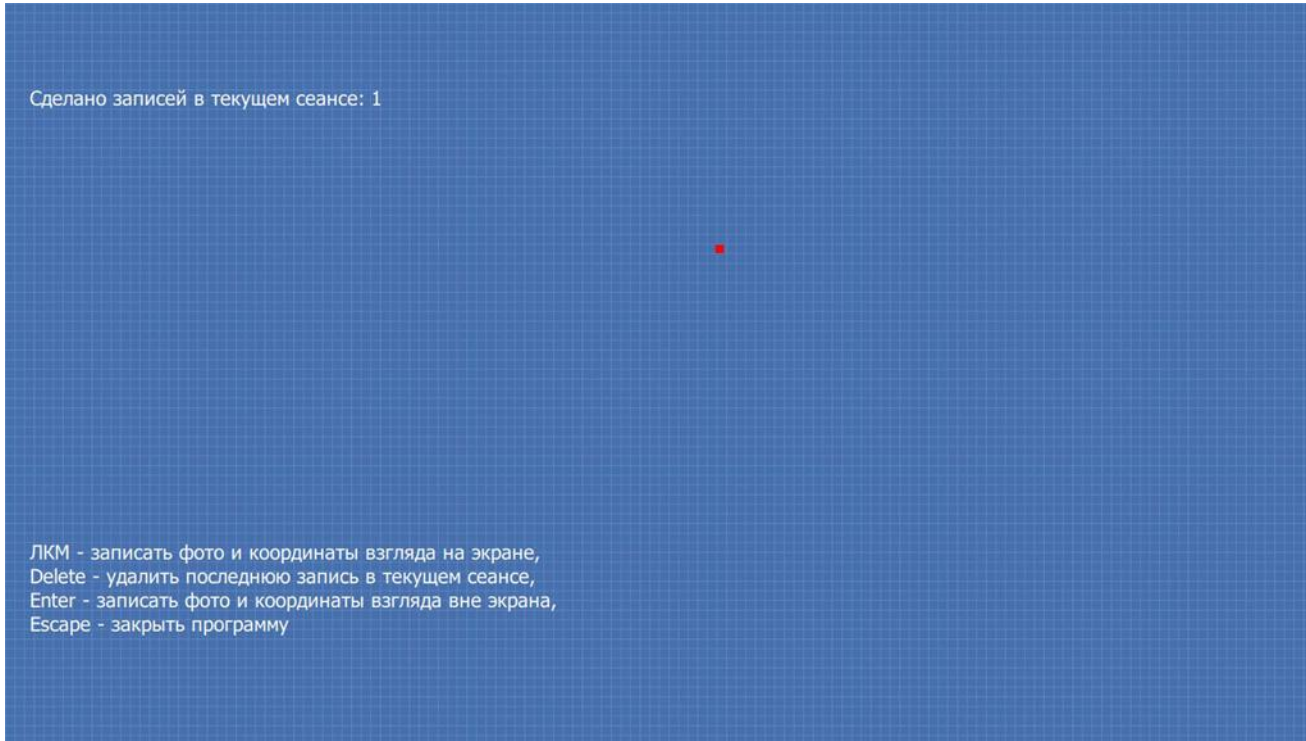 Сделано записей в текущем сеансе: 1
ЛКМ - записать фото и координаты взгляда на экране,
Delete - удалить последнюю запись в текущем сеансе,
Enter - записать фото и координаты взгляда вне экрана,
Escape - закрыть программу